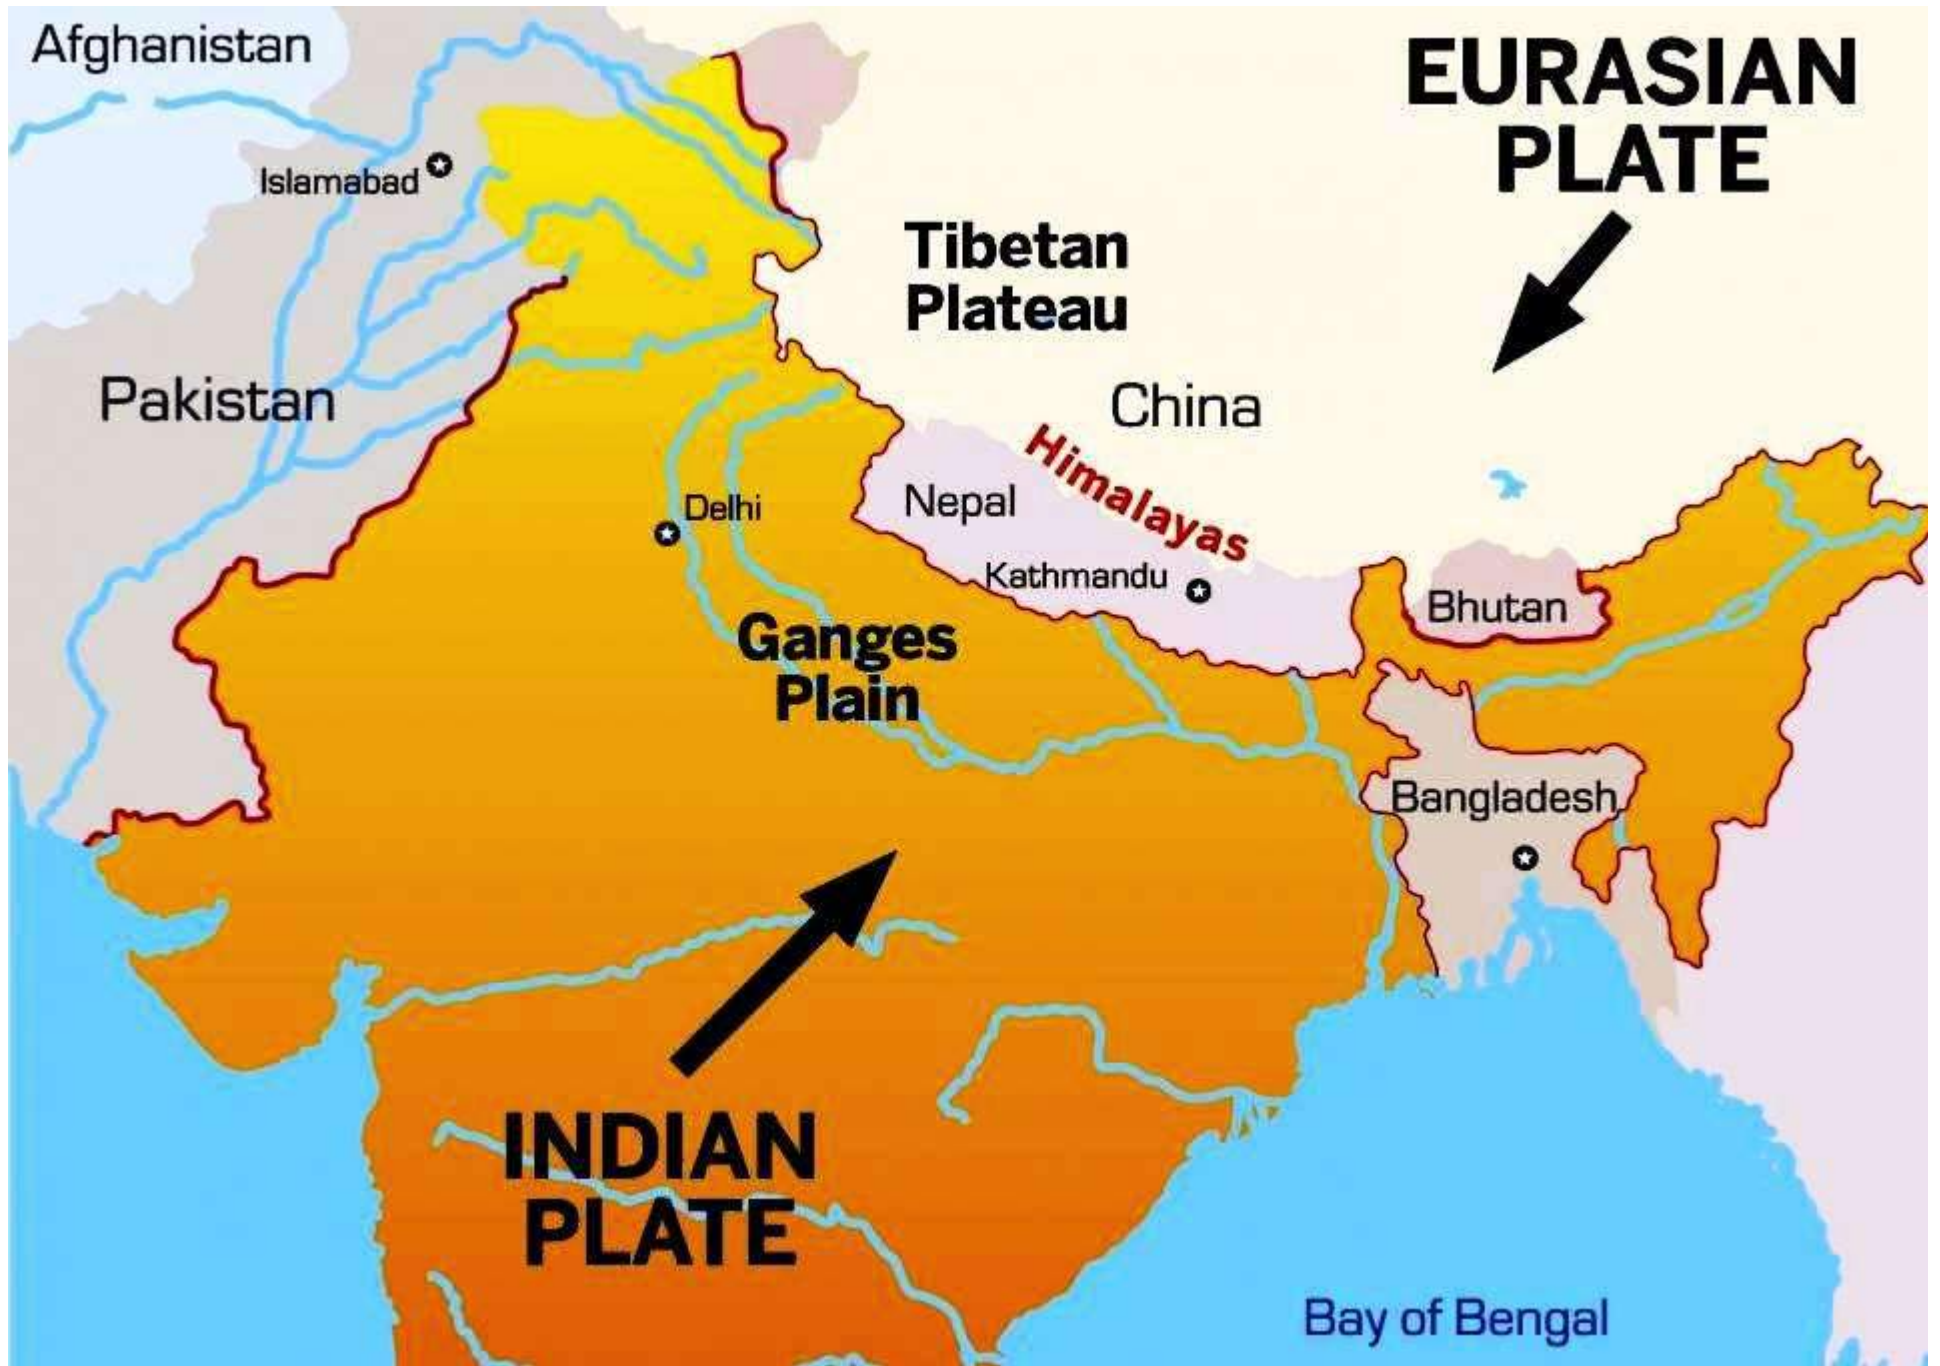 Afghanistan
EURASIAN
PLATE
Islamabad
Tibetan
Plateau
Pakistan
China
Himalayas
Nepal
Delhi
Kathmandu
Bhutan
Ganges
Plain
Bangladesh
INDIAN
PLATE
Bay of Bengal